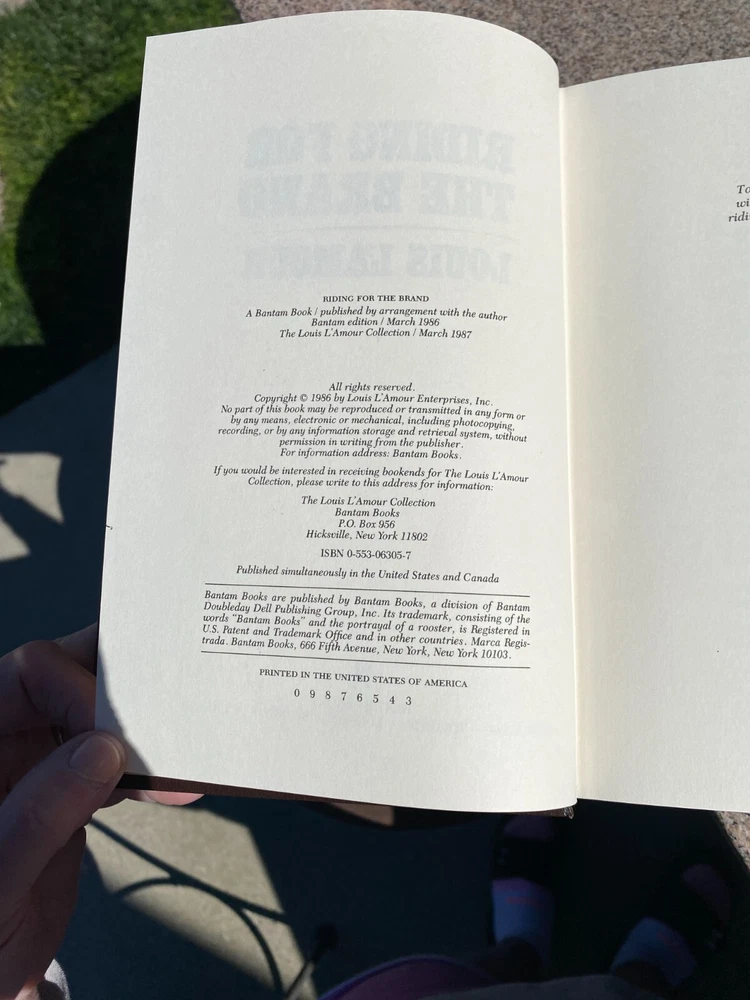 RIDING FOR THE BRAND
A Bantam Book / published by arrangement with the author
Bantam edition / March 1986
The Louis L'Amour Collection / March 1987
All rights reserved.
Copyright © 1986 by Louis L'Amour Enterprises, Inc.
No part of this book may be reproduced or transmitted in any form or
by any means, electronic or mechanical, including photocopying,
recording, or by any information storage and retrieval system, without
permission in writing from the publisher.
For information address: Bantam Books.
If you would be interested in receiving bookends for The Louis L'Amour
Collection, please write to this address for information:
The Louis L'Amour Collection
Bantam Books
P.O. Box 956
Hicksville, New York 11802
ISBN 0-553-06305-7
Published simultaneously in the United States and Canada
Bantam Books are published by Bantam Books, a division of Bantam
Doubleday Dell Publishing Group, Inc. Its trademark, consisting of the
words "Bantam Books" and the portrayal of a rooster, is Registered in
U.S. Patent and Trademark Office and in other countries. Marca Regis-
trada. Bantam Books, 666 Fifth Avenue, New York, New York 10103.
PRINTED IN THE UNITED STATES OF AMERICA
0 9 8 7 6 5 4 3